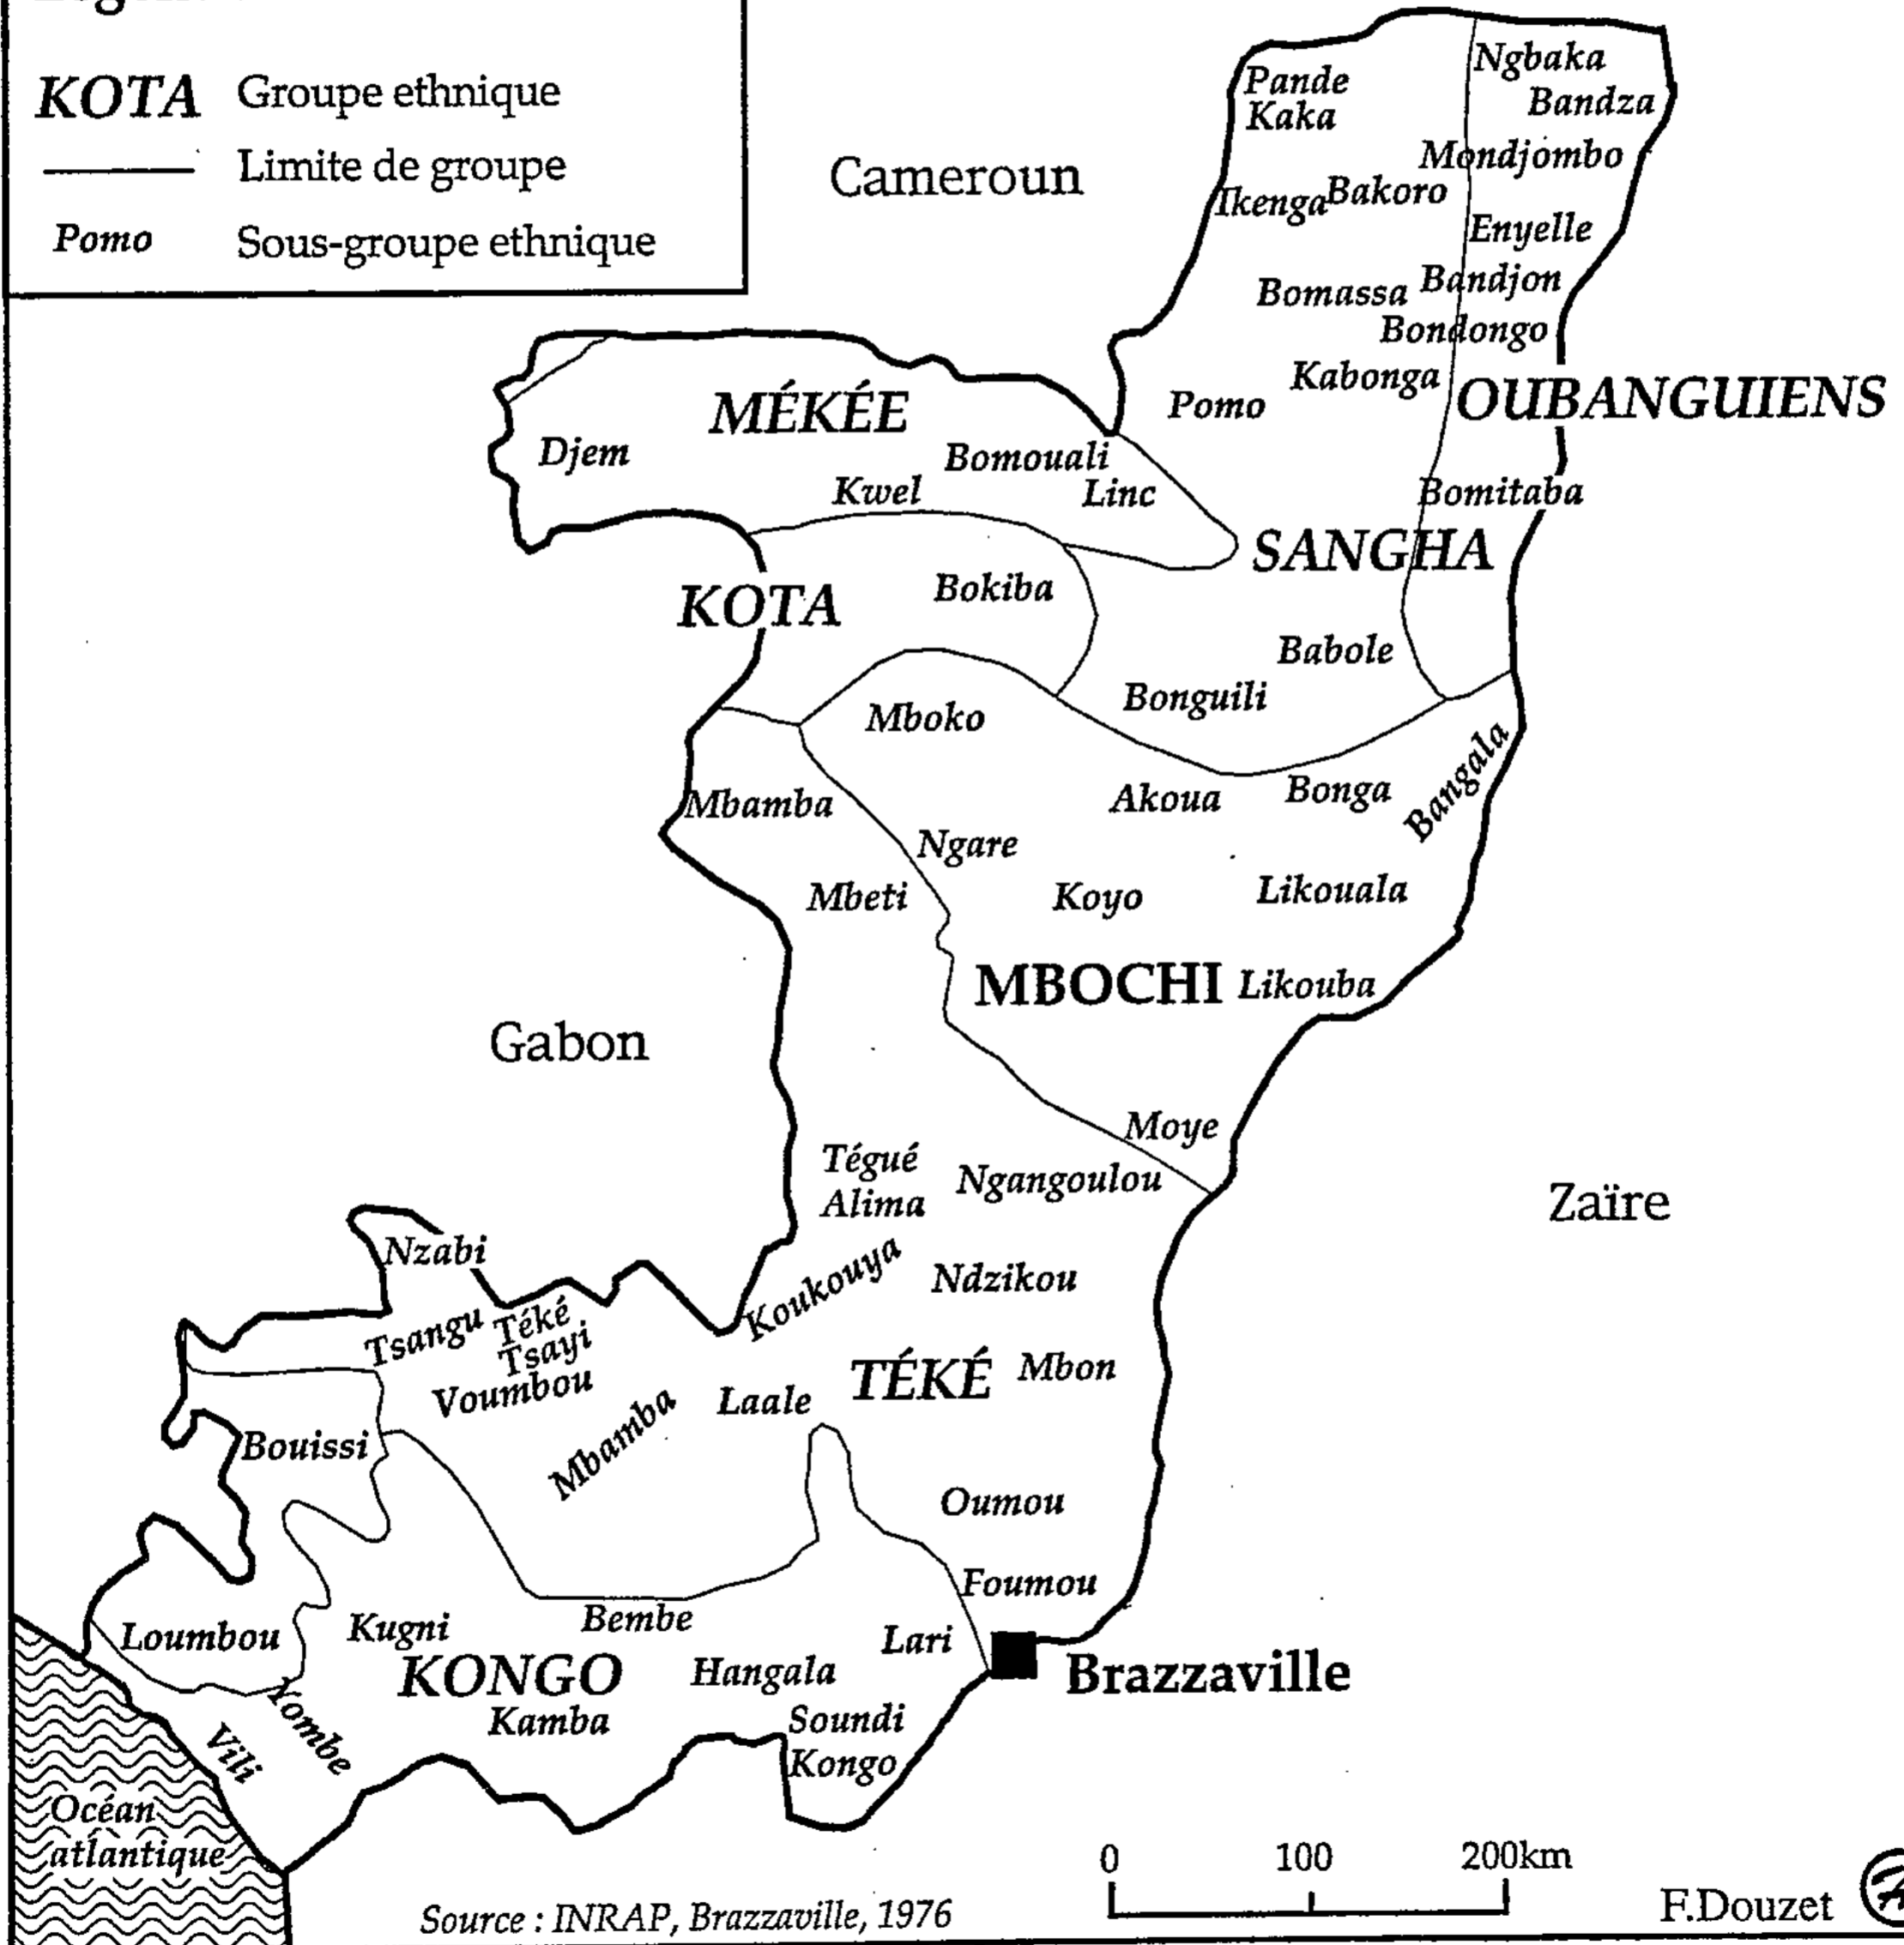 KOTA Groupe ethnique
Limite de groupe
Pomo Sous-groupe ethnique
Cameroun
Pande
Kaka
Ngbaka
Bandza
Mondjombo
Ikenga
Bakoro
Enyelle
Bomassa
Bandjon
Bondongo
Kabonga
Pomo
OUBANGUIENS
MÉKÉE
Djem
Bomouali
Kwel
Linc
Bomitaba
SANGHA
KOTA
Bokiba
Babole
Bonguili
Mboko
Mbamba
Akoua
Bonga
Bangala
Ngare
Mbeti
Koyo
Likouala
MBOCHI
Likouba
Gabon
Moye
Tégué
Alima
Ngangoulou
Zaïre
Nzabi
Koukouya
Ndzikou
Tsangu
Téké
Tsayi
Voumbou
Mbamba
Laale
TÉKÉ
Mbon
Bouissi
Oumou
Foumou
Loumbou
Kugni
Bembe
Lari
KONGO
Hangala
Brazzaville
Kamba
Soundi
Kongo
Yombe
Vili
Océan
atlantique
0 100 200km
Source : INRAP, Brazzaville, 1976
F.Douzet